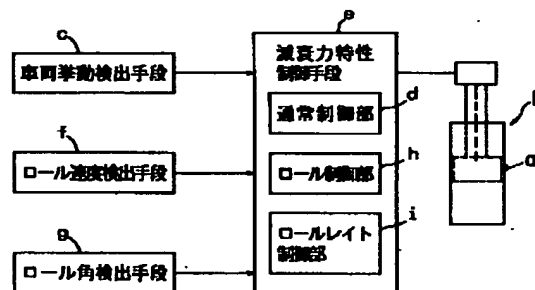 c
車両挙動検出手段
f
ロール速度検出手段
g
ロール角検出手段
e
減衰力特性
制御手段
d
通常制御部
h
ロール制御部
i
ロールレイト
制御部
b
a